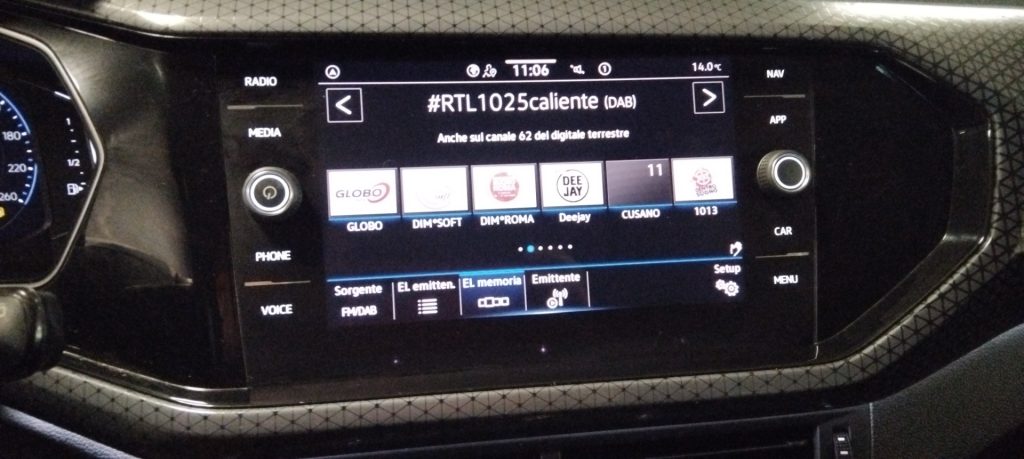 RADIO
MEDIA
PHONE
VOICE
180
220
260
1
1/2
11:06
1
14.0°C
<
#RTL1025caliente (DAB)
>
Anche sul canale 62 del digitale terrestre
GLOBO
DEE
JAY
11
GLOBO
DIM°SOFT
DIM°ROMA
Deejay
CUSANO
1013
Sorgente
FM/DAB
El. emitten.
El. memoria
Emittente
Setup
NAV
APP
CAR
MENU